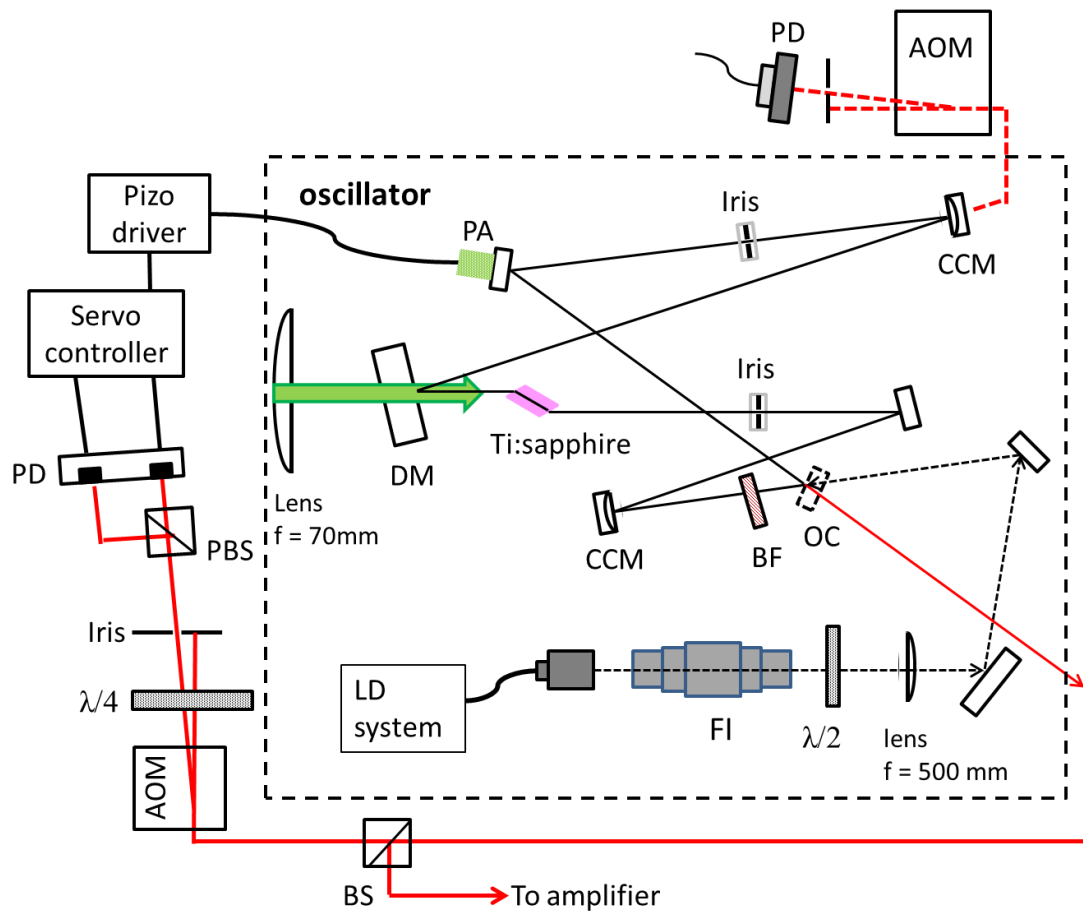 PD
AOM
oscillator
Pizo
driver
PA
Iris
CCM
Servo
controller
Iris
Ti:sapphire
DM
PD
Lens
f = 70mm
PBS
CCM
BF
OC
Iris
λ/4
LD
system
FI
λ/2
lens
f = 500 mm
AOM
BS
To amplifier